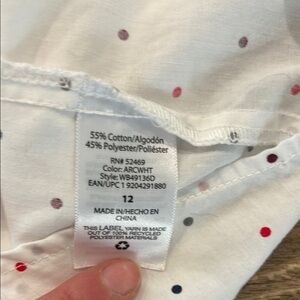 55% Cotton/Algodón
45% Polyester/Poliéster
RN# 52469
Color: ARCWHT
Style: WB49136D
EAN/UPC 1 9204291880
12
MADE IN/HECHO EN
CHINA
THIS LABEL YARN IS MADE
OUT OF 100% RECYCLED
POLYESTER MATERIALS